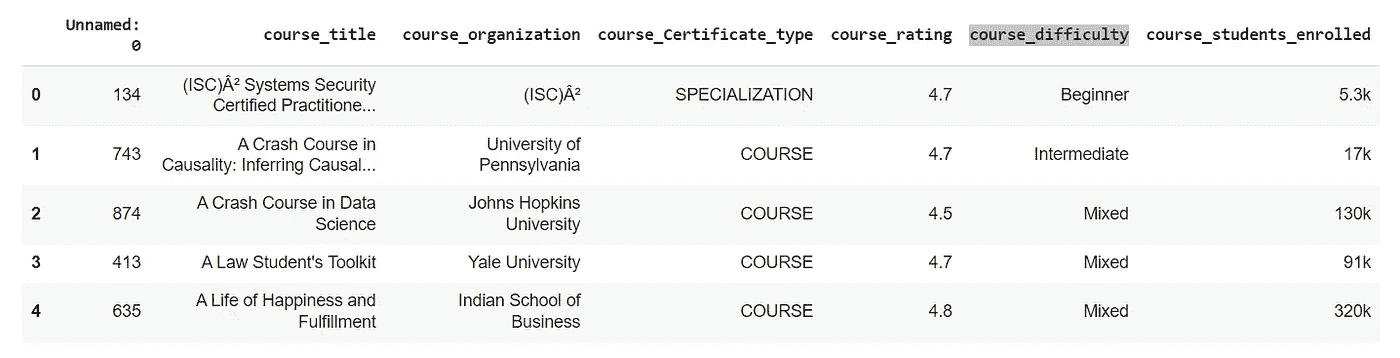 Unnamed: 0 course_title course_organization course_Certificate_type course_rating course_difficulty course_students_enrolled
0 134 (ISC)Â² Systems Security Certified Practitione... (ISC)Â² SPECIALIZATION 4.7 Beginner 5.3k
1 743 A Crash Course in Causality: Inferring Causal... University of Pennsylvania COURSE 4.7 Intermediate 17k
2 874 A Crash Course in Data Science Johns Hopkins University COURSE 4.5 Mixed 130k
3 413 A Law Student's Toolkit Yale University COURSE 4.7 Mixed 91k
4 635 A Life of Happiness and Fulfillment Indian School of Business COURSE 4.8 Mixed 320k